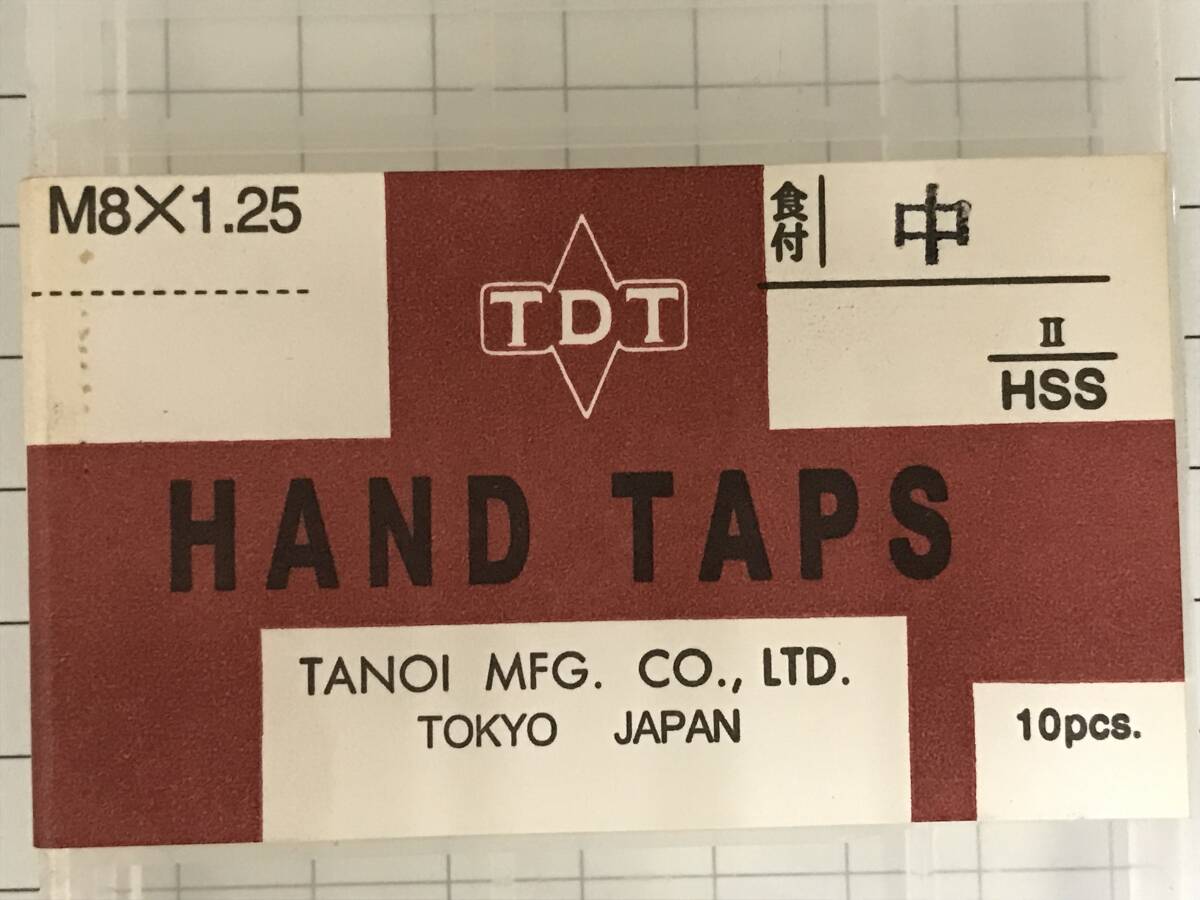 M8×1.25
TDT
食付 中
II
HSS
HAND TAPS
TANOI MFG. CO., LTD.
TOKYO JAPAN
10pcs.